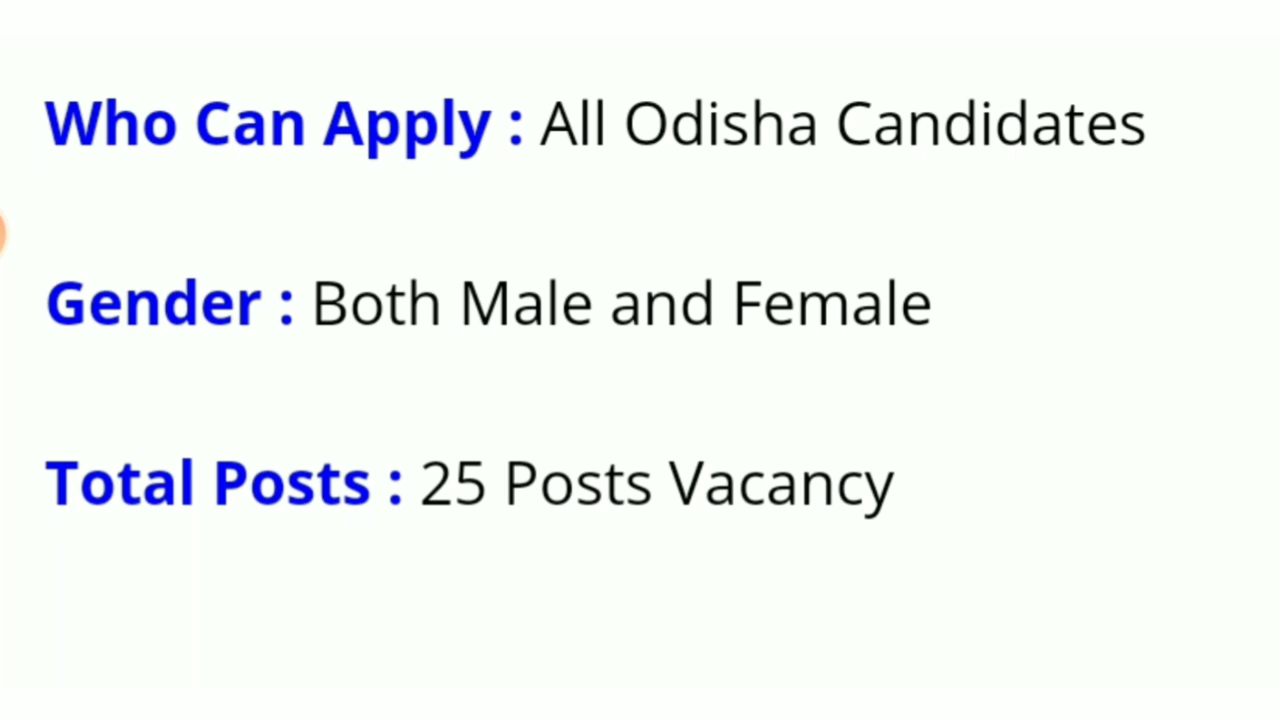 Who Can Apply : All Odisha Candidates
Gender : Both Male and Female
Total Posts : 25 Posts Vacancy